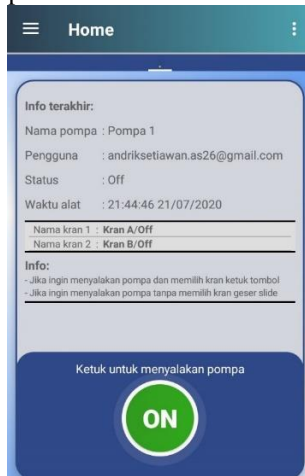 Home
Info terakhir:
Nama pompa : Pompa 1
Pengguna : andriksetiawan.as26@gmail.com
Status : Off
Waktu alat : 21:44:46 21/07/2020
Nama kran 1 : Kran A/Off
Nama kran 2 : Kran B/Off
Info:
- Jika ingin menyalakan pompa dan memilih kran ketuk tombol
- Jika ingin menyalakan pompa tanpa memilih kran geser slide
Ketuk untuk menyalakan pompa
ON